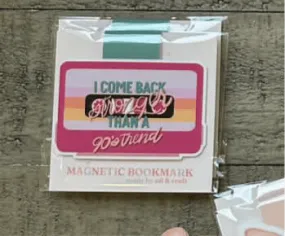 I COME BACK
stronger
THAN A
90's trend
MAGNETIC BOOKMARK